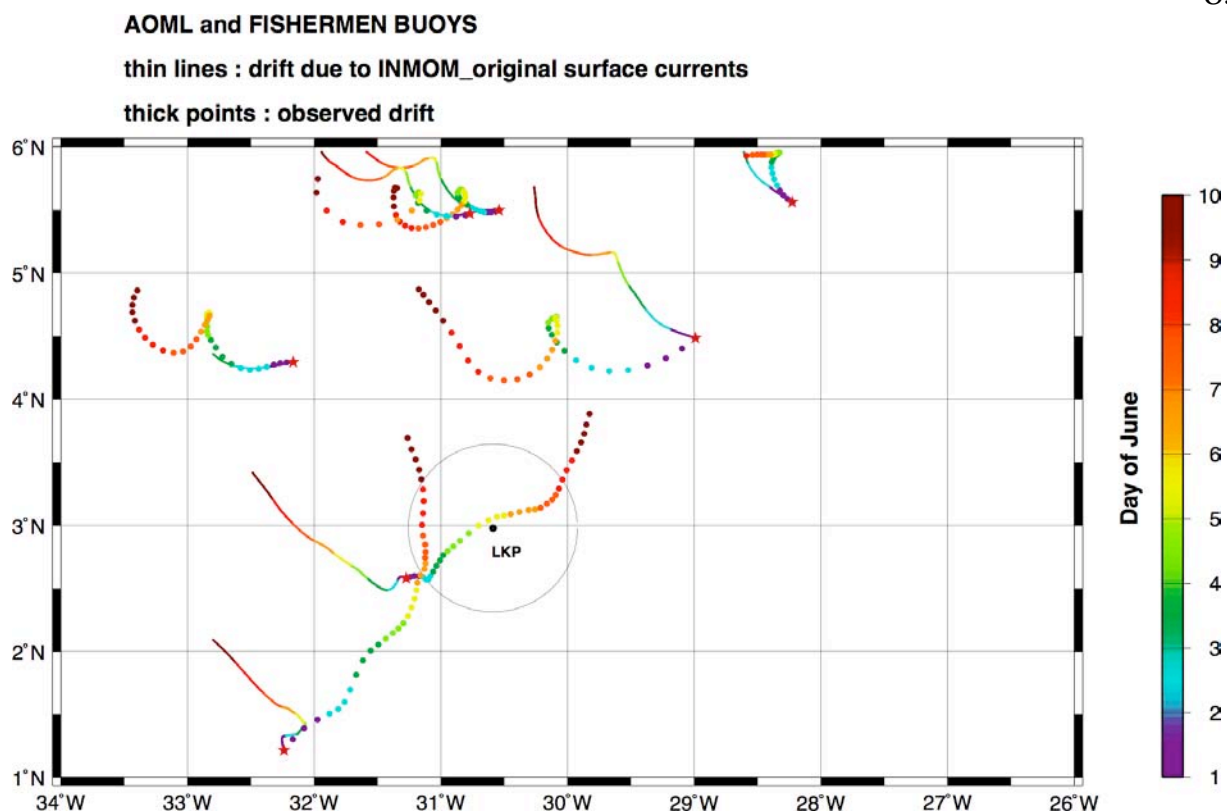 AOML and FISHERMEN BUOYS
thin lines : drift due to INMOM_original surface currents
thick points : observed drift
6˚N
5˚N
4˚N
3˚N
2˚N
1˚N
34˚W 33˚W 32˚W 31˚W 30˚W 29˚W 28˚W 27˚W 26˚W
LKP
Day of June
10
9
8
7
6
5
4
3
2
1